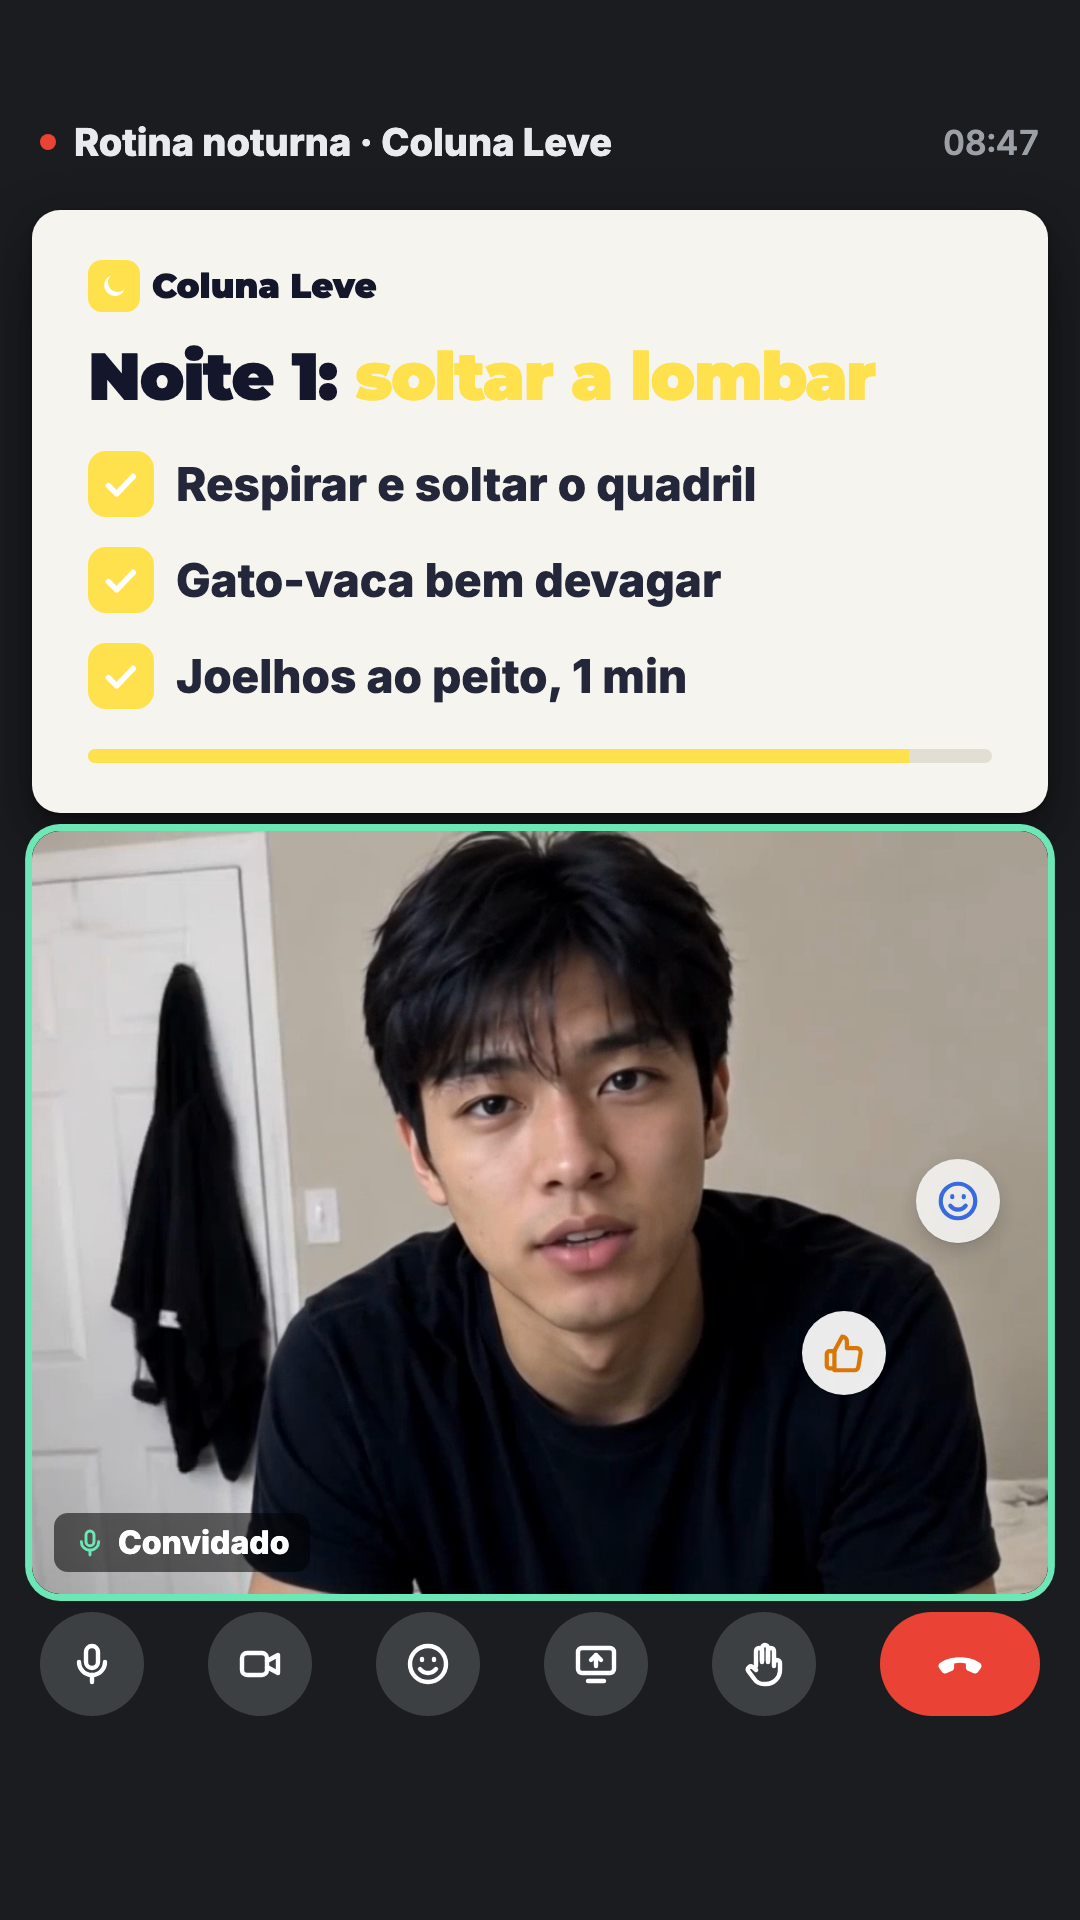 Rotina noturna · Coluna Leve
08:47
Coluna Leve
Noite 1: soltar a lombar
Respirar e soltar o quadril
Gato-vaca bem devagar
Joelhos ao peito, 1 min
Convidado